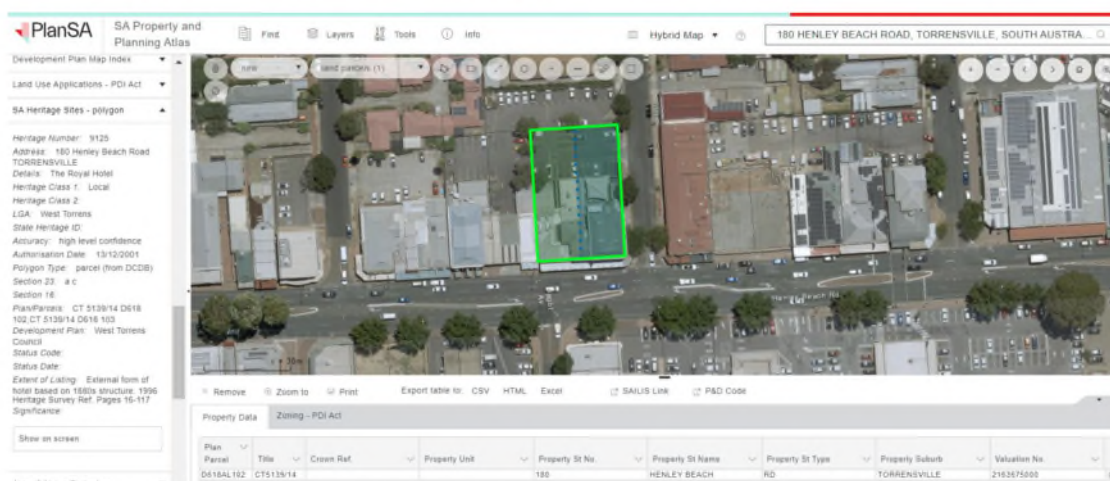 PlanSA
SA Property and
Planning Atlas
Find
Layers
Tools
Info
Hybrid Map
180 HENLEY BEACH ROAD, TORRENSVILLE, SOUTH AUSTRA...
Development Plan Map Index
Land Use Applications - PDI Act
SA Heritage Sites - polygon
Heritage Number: 9125
Address: 180 Henley Beach Road
TORRENSVILLE
Details: The Royal Hotel
Heritage Class 1: Local
Heritage Class 2:
LGA: West Torrens
State Heritage ID:
Accuracy: high level confidence
Authorisation Date: 13/12/2001
Polygon Type: parcel (from DCDB)
Section 23: a c
Section 16:
Plan/Parcels: CT 5139/14 D618
102;CT 5139/14 D618 103
Development Plan: West Torrens
Council
Status Code:
Status Date:
Extent of Listing: External form of
hotel based on 1880s structure; 1996
Heritage Survey Ref: Pages 16-117
Significance:
Show on screen
new
land parcels (1)
Henley Beach Rd
Remove
Zoom to
Print
Export table to: CSV HTML Excel
SAILIS Link
P&D Code
Property Data
Zoning - PDI Act
Plan
Parcel
Title
Crown Ref.
Property Unit
Property St No.
Property St Name
Property St Type
Property Suburb
Valuation No.
D618AL102 CT5139/14 180 HENLEY BEACH RD TORRENSVILLE 2163675000